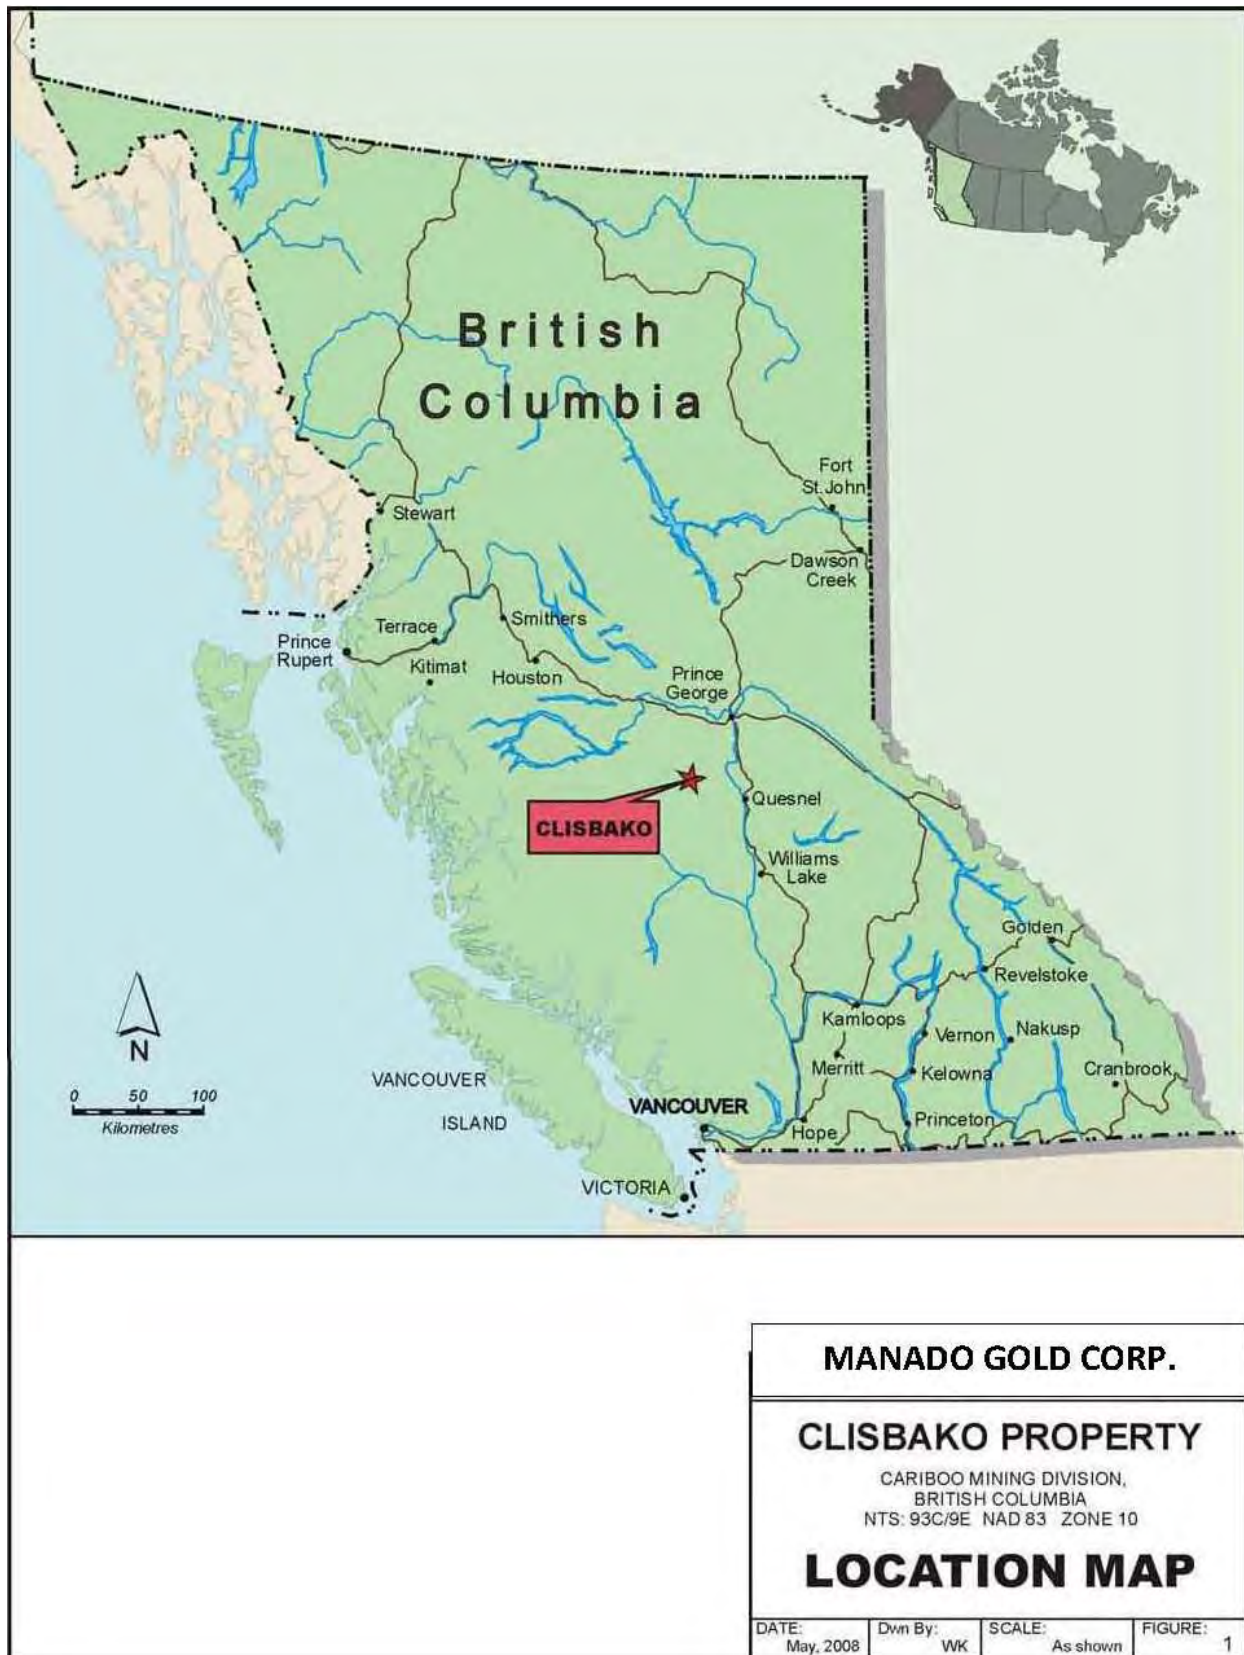 British
Columbia
Fort
St. John
Stewart
Dawson
Creek
Smithers
Terrace
Prince
Rupert
Kitimat
Houston
Prince
George
Quesnel
CLISBAKO
Williams
Lake
Golden
Revelstoke
Kamloops
Vernon
Nakusp
N
Merritt
Kelowna
Cranbrook
VANCOUVER
ISLAND
0 50 100
Kilometres
VANCOUVER
Hope
Princeton
VICTORIA
MANADO GOLD CORP.
CLISBAKO PROPERTY
CARIBOO MINING DIVISION,
BRITISH COLUMBIA
NTS: 93C/9E NAD 83 ZONE 10
LOCATION MAP
DATE: Dwn By: SCALE: FIGURE:
May, 2008 WK As shown 1